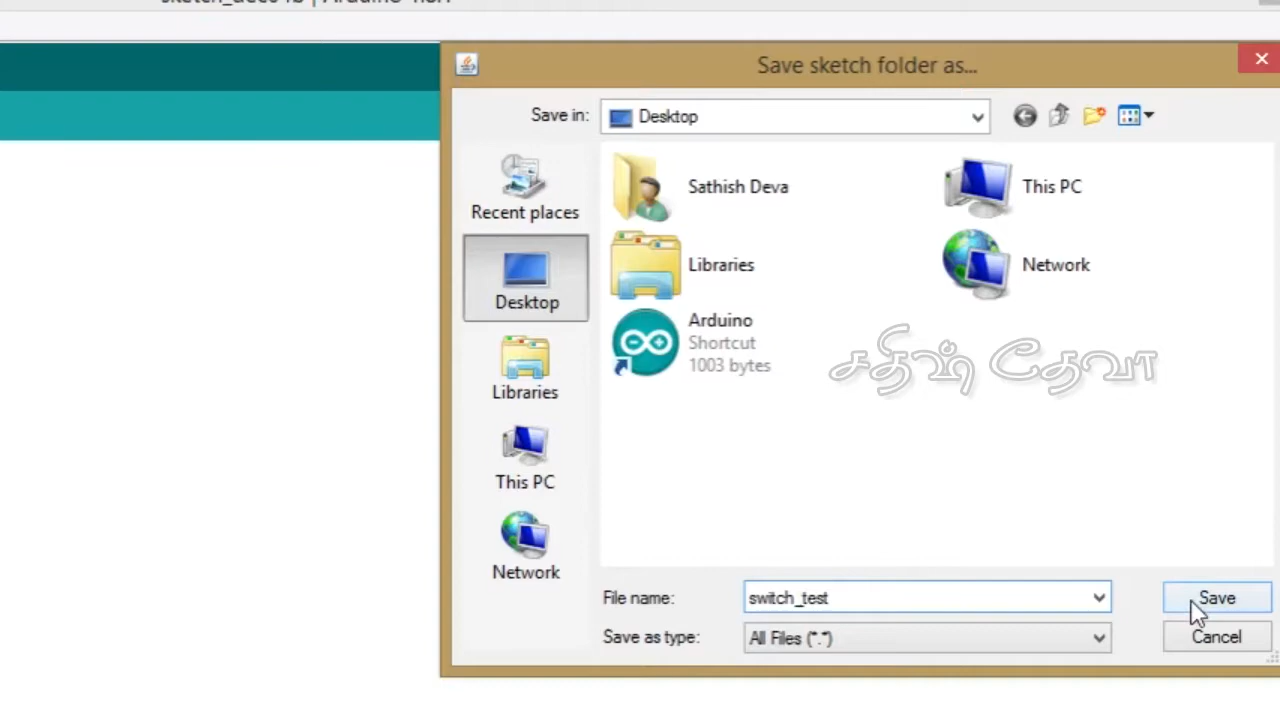 Save sketch folder as...
Save in:
Desktop
Recent places
Desktop
Libraries
This PC
Network
Sathish Deva
This PC
Libraries
Network
Arduino
Shortcut
1003 bytes
சதிஷ் தேவா
File name:
switch_test
Save
Save as type:
All Files (*.*)
Cancel